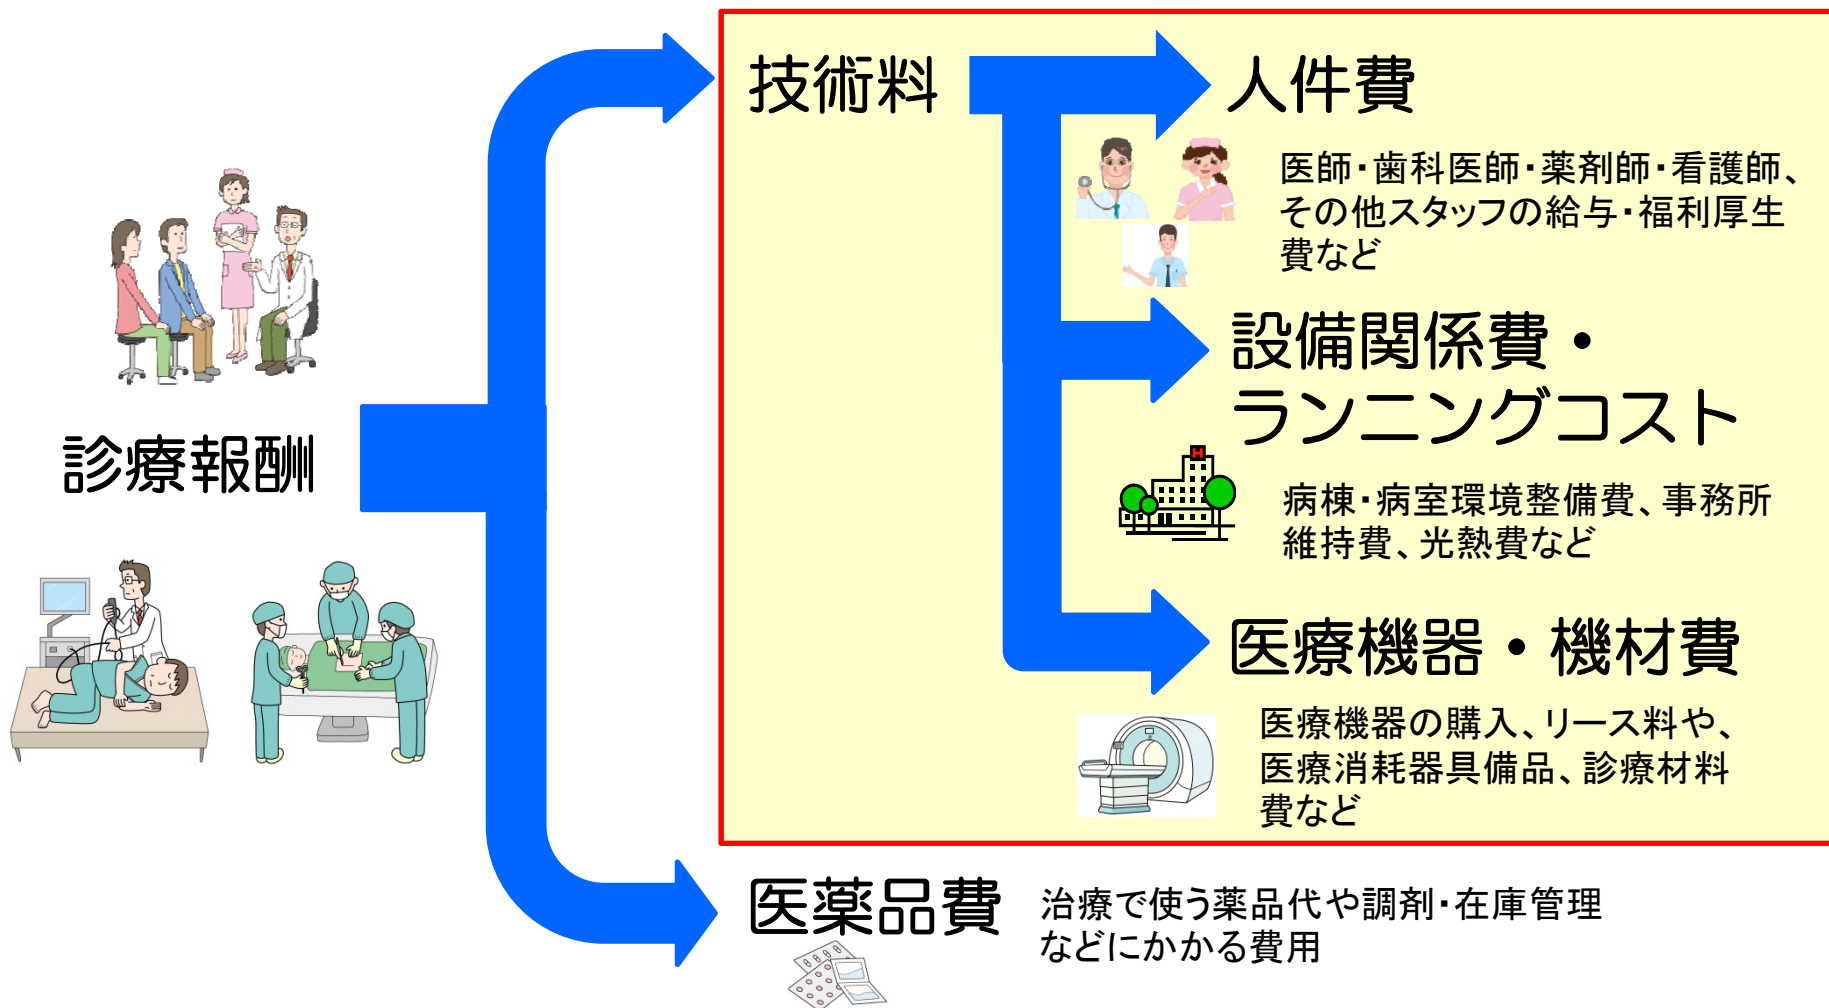 診療報酬
技術料
人件費
医師・歯科医師・薬剤師・看護師、
その他スタッフの給与・福利厚生
費など
設備関係費・
ランニングコスト
H
病棟・病室環境整備費、事務所
維持費、光熱費など
医療機器・機材費
医療機器の購入、リース料や、
医療消耗器具備品、診療材料
費など
医薬品費
治療で使う薬品代や調剤・在庫管理
などにかかる費用